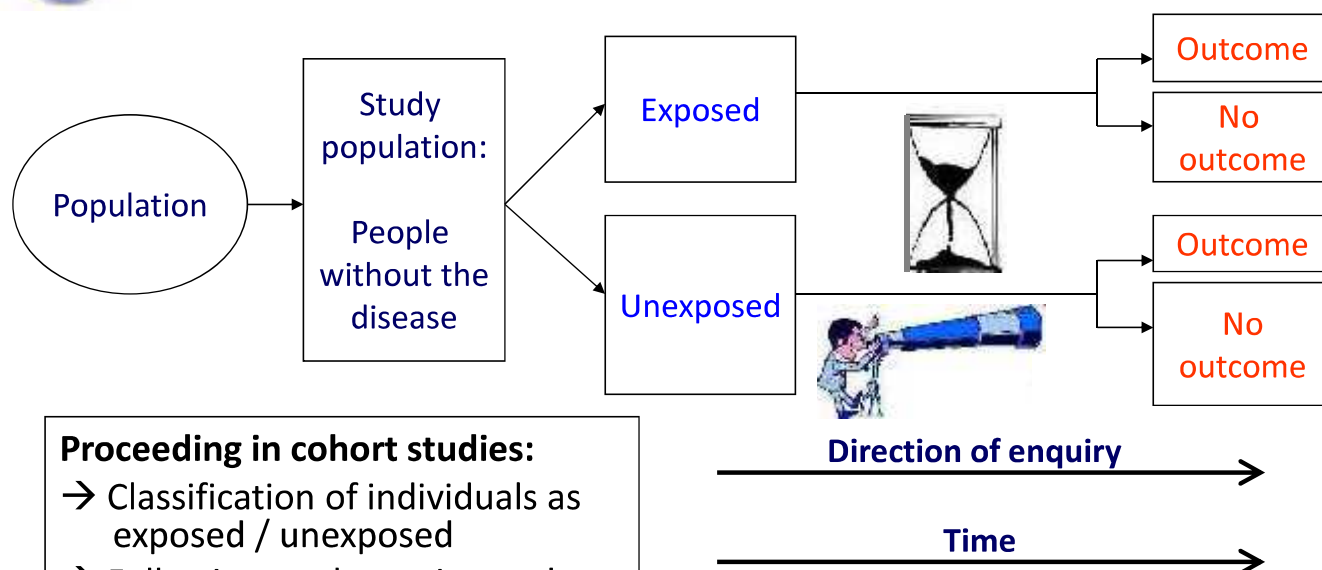 Population
Study
population:
People
without the
disease
Exposed
Unexposed
Outcome
No
outcome
Outcome
No
outcome
Proceeding in cohort studies:
→ Classification of individuals as
exposed / unexposed
Direction of enquiry
Time